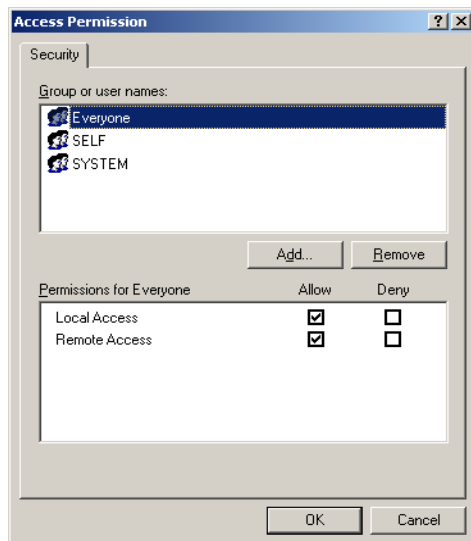 Access Permission
Security
Group or user names:
Everyone
SELF
SYSTEM
Add...
Remove
Permissions for Everyone
Allow
Deny
Local Access
Remote Access
OK
Cancel